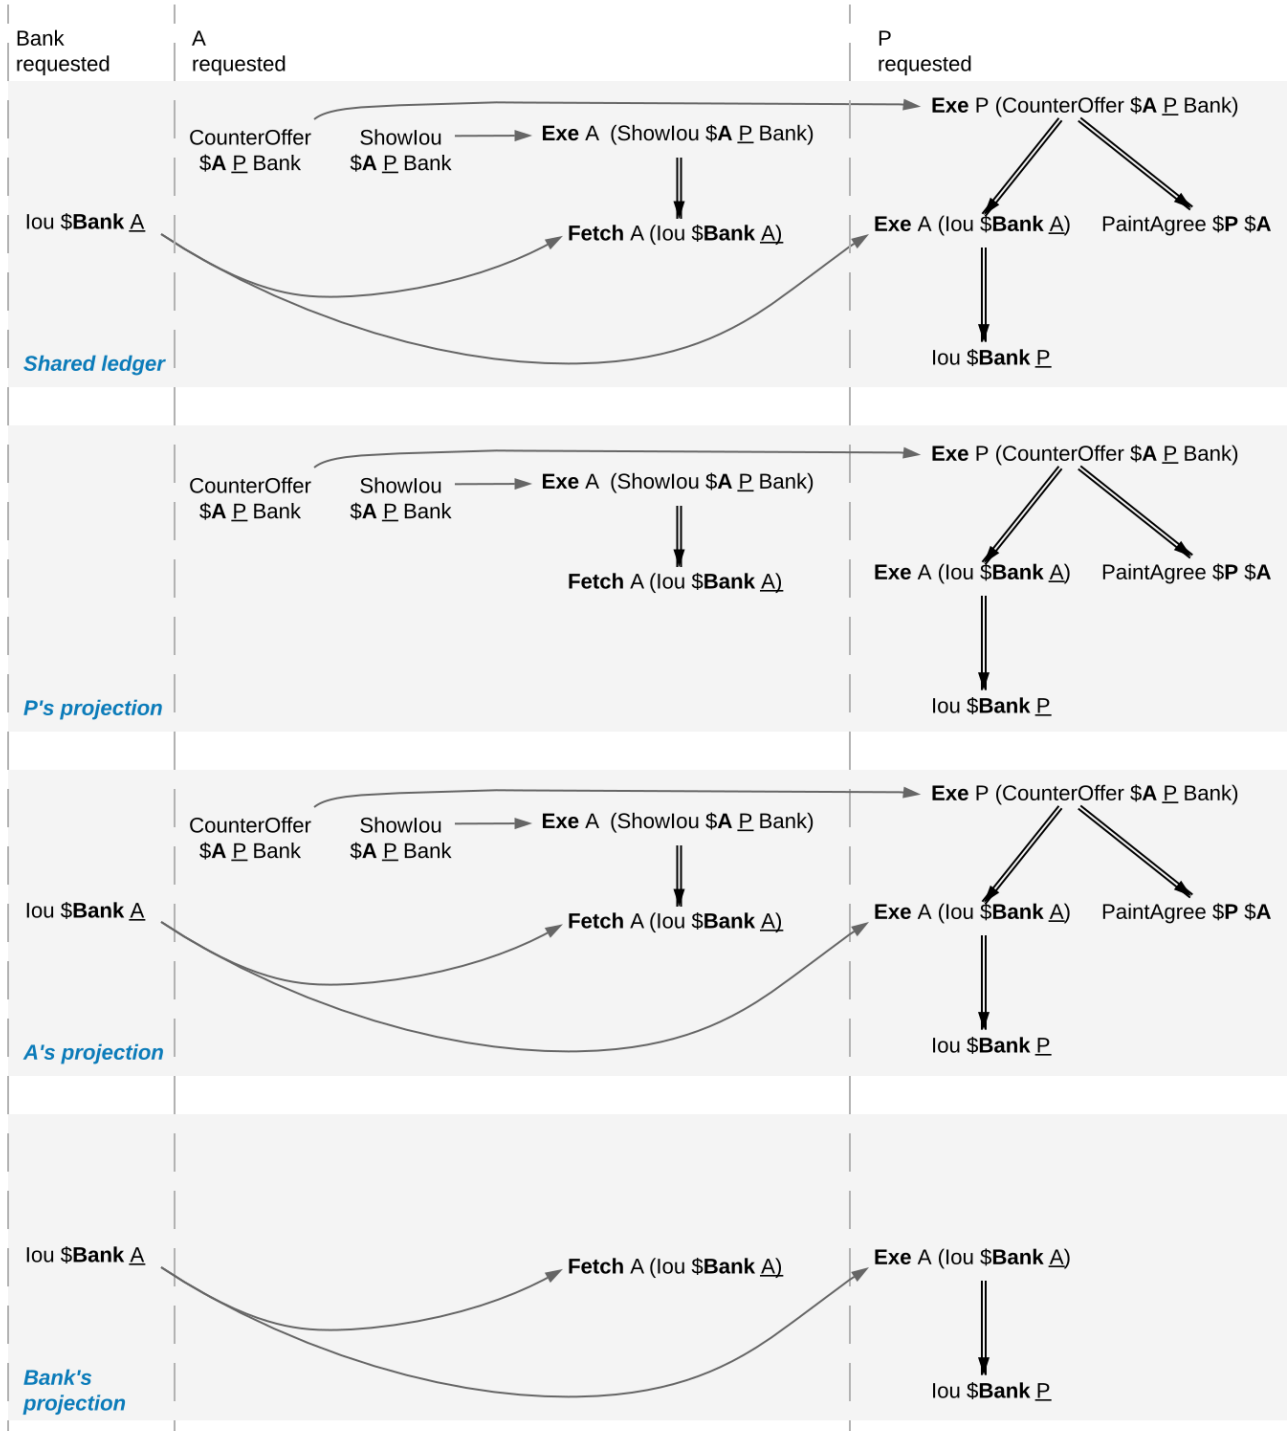 Bank
requested
A
requested
P
requested
Exe P (CounterOffer $A P Bank)
CounterOffer
$A P Bank
ShowIou
$A P Bank
Exe A (ShowIou $A P Bank)
Iou $Bank A
Fetch A (Iou $Bank A)
Exe A (Iou $Bank A)
PaintAgree $P $A
Iou $Bank P
Shared ledger
Exe P (CounterOffer $A P Bank)
CounterOffer
$A P Bank
ShowIou
$A P Bank
Exe A (ShowIou $A P Bank)
Fetch A (Iou $Bank A)
Exe A (Iou $Bank A)
PaintAgree $P $A
Iou $Bank P
P's projection
Exe P (CounterOffer $A P Bank)
CounterOffer
$A P Bank
ShowIou
$A P Bank
Exe A (ShowIou $A P Bank)
Iou $Bank A
Fetch A (Iou $Bank A)
Exe A (Iou $Bank A)
PaintAgree $P $A
Iou $Bank P
A's projection
Iou $Bank A
Fetch A (Iou $Bank A)
Exe A (Iou $Bank A)
Iou $Bank P
Bank's
projection